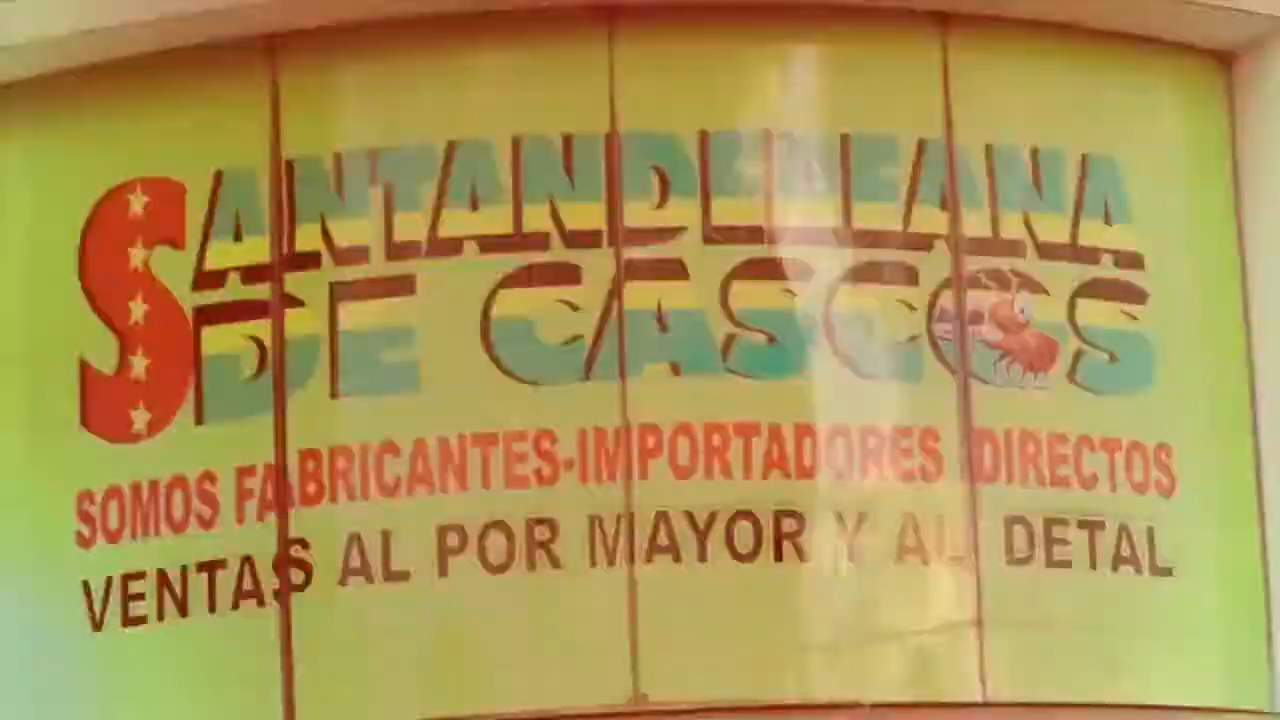 SANTANDEREANA
DE CASCOS
SOMOS FABRICANTES-IMPORTADORES DIRECTOS
VENTAS AL POR MAYOR Y AL DETAL